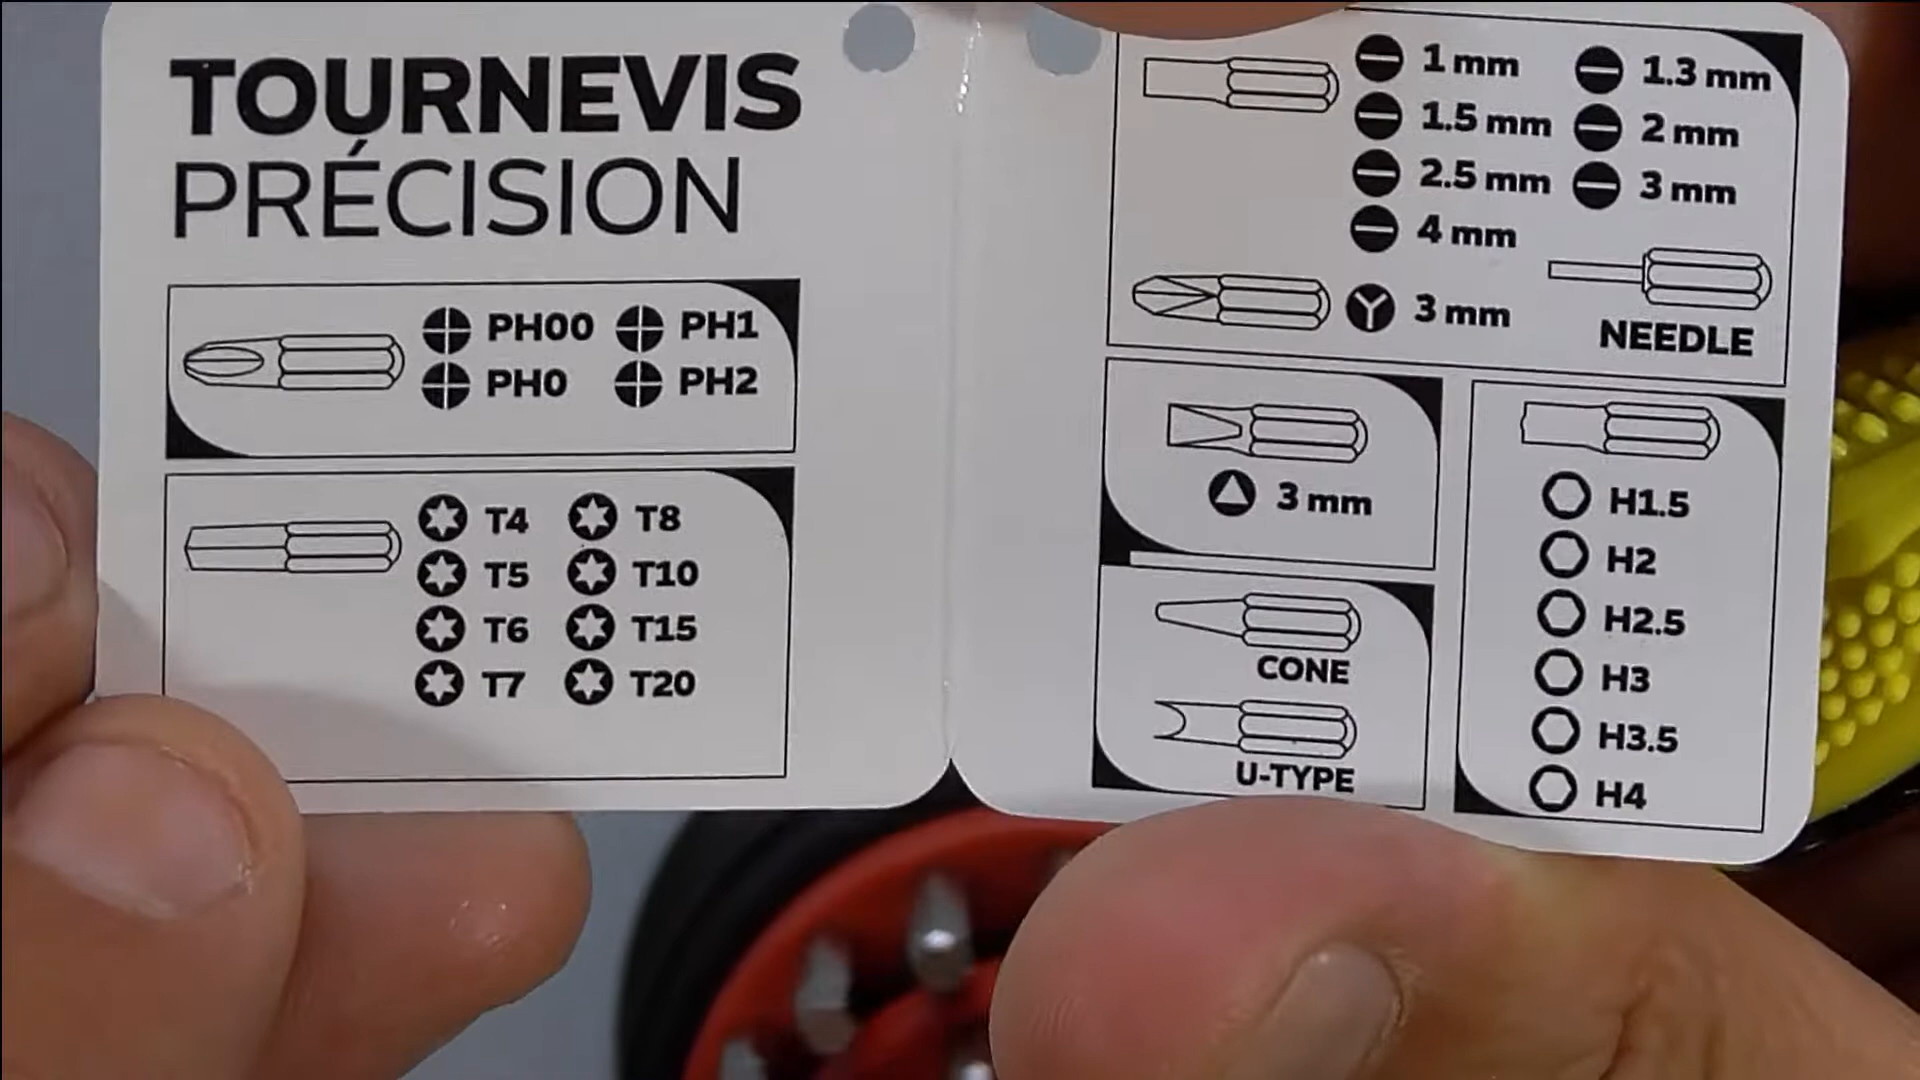 TOURNEVIS
PRÉCISION
PH00 PH1
PH0 PH2
T4 T8
T5 T10
T6 T15
T7 T20
1 mm 1.3 mm
1.5 mm 2 mm
2.5 mm 3 mm
4 mm
3 mm
NEEDLE
3 mm
CONE
U-TYPE
H1.5
H2
H2.5
H3
H3.5
H4